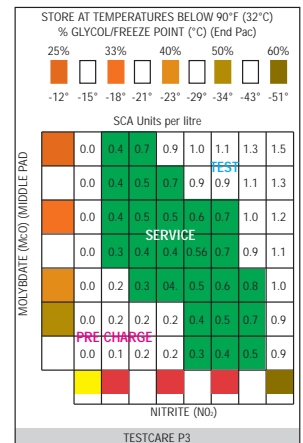 STORE AT TEMPERATURES BELOW 90°F (32°C)
% GLYCOL/FREEZE POINT (°C) (End Pac)
25% 33% 40% 50% 60%
-12° -15° -18° -21° -23° -29° -34° -43° -51°
SCA Units per litre
MOLYBDATE (McO) (MIDDLE PAD
0.0 0.4 0.7 0.9 1.0 1.1 1.3 1.5
TEST
0.0 0.4 0.5 0.7 0.9 0.9 1.1 1.3
0.0 0.4 0.5 0.5 0.6 0.7 1.0 1.2
SERVICE
0.0 0.3 0.4 0.4 0.56 0.7 0.9 1.1
0.0 0.2 0.3 04. 0.5 0.6 0.8 1.0
0.0 0.2 0.2 0.2 0.4 0.5 0.7 0.9
PRE CHARGE
0.0 0.1 0.2 0.2 0.3 0.4 0.5 0.9
NITRITE (NO₂)
TESTCARE P3